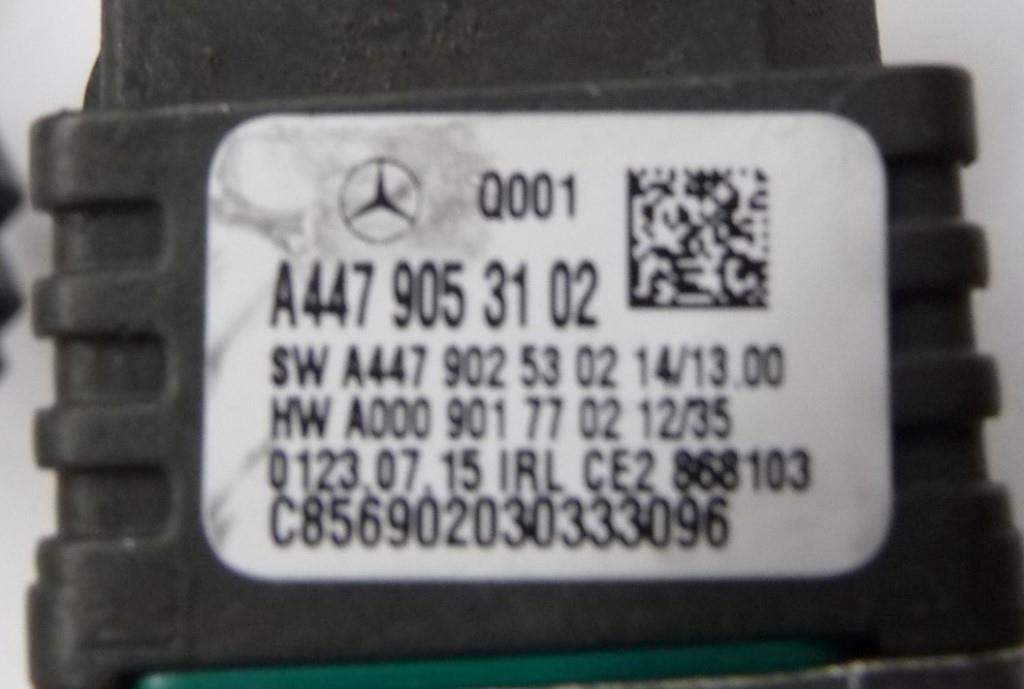 Q001
A447 905 31 02
SW A447 902 53 02 14/13.00
HW A000 901 77 02 12/35
0123.07.15 IRL CE2 868103
C856902030333096